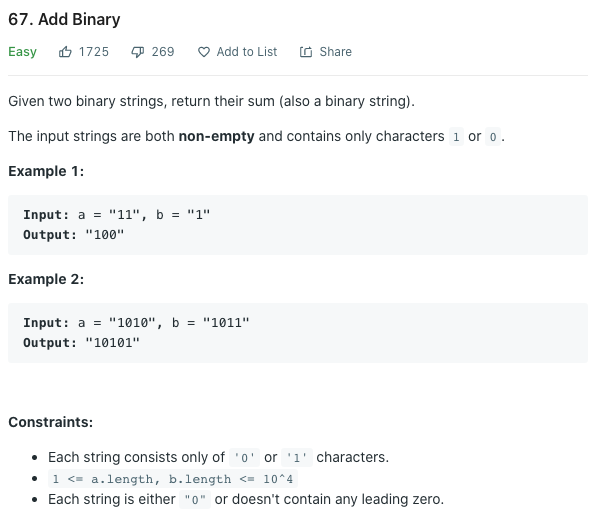 67. Add Binary
Easy 1725 269 Add to List Share
Given two binary strings, return their sum (also a binary string).
The input strings are both non-empty and contains only characters 1 or 0.
Example 1:
Input: a = "11", b = "1"
Output: "100"
Example 2:
Input: a = "1010", b = "1011"
Output: "10101"
Constraints:
• Each string consists only of '0' or '1' characters.
• 1 <= a.length, b.length <= 10^4
• Each string is either "0" or doesn't contain any leading zero.